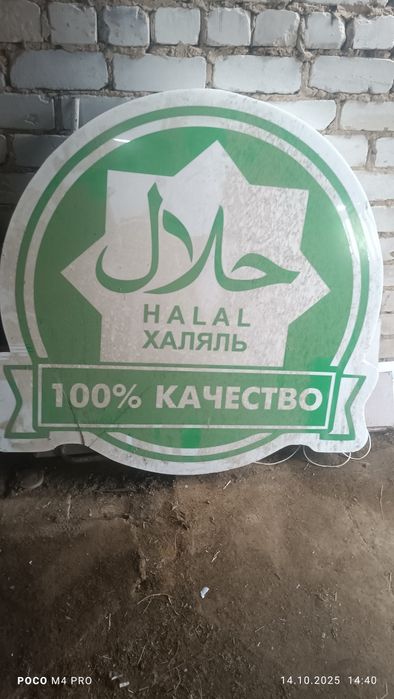 حلال
HALAL
ХАЛЯЛЬ
100% КАЧЕСТВО
POCO M4 PRO
14.10.2025 14:40